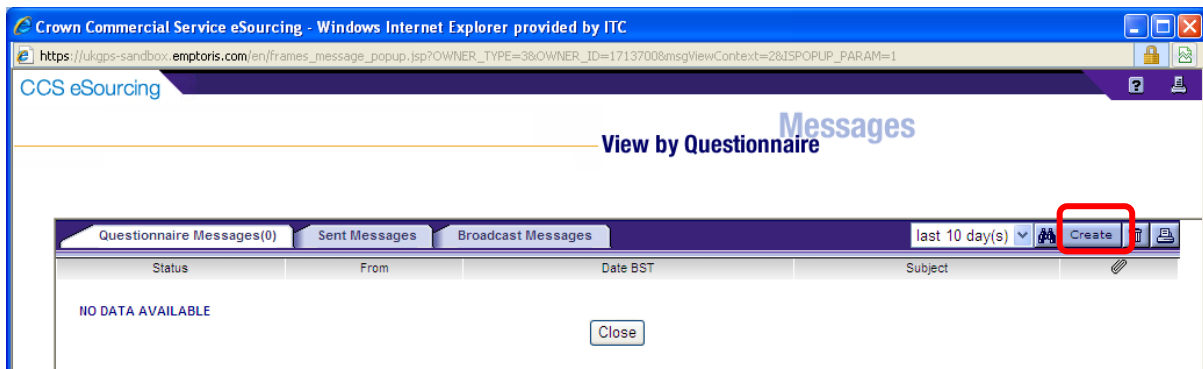 Crown Commercial Service eSourcing - Windows Internet Explorer provided by ITC
https://ukgps-sandbox.emptoris.com/en/frames_message_popup.jsp?OWNER_TYPE=3&OWNER_ID=1713700&msgViewContext=2&ISPOPUP_PARAM=1
CCS eSourcing ?
Messages
View by Questionnaire
Questionnaire Messages(0) Sent Messages Broadcast Messages last 10 day(s) Create
Status From Date BST Subject
NO DATA AVAILABLE
Close